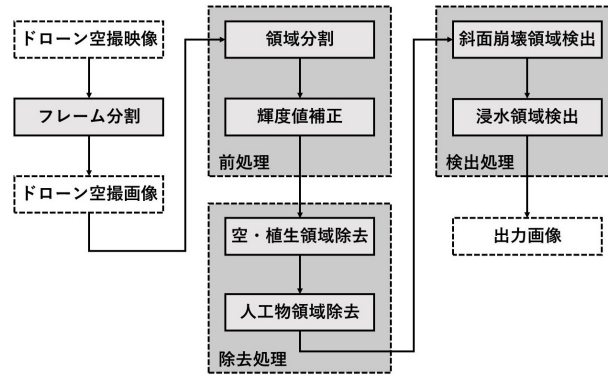 ドローン空撮映像
フレーム分割
ドローン空撮画像
領域分割
輝度値補正
前処理
空・植生領域除去
人工物領域除去
除去処理
斜面崩壊領域検出
浸水領域検出
検出処理
出力画像